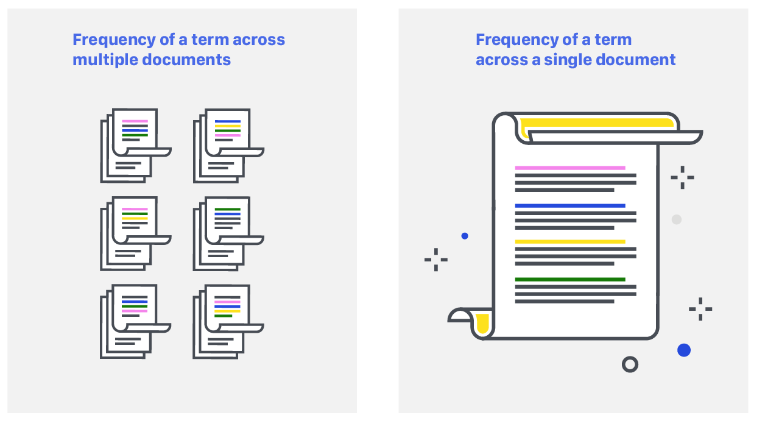 Frequency of a term across
multiple documents
Frequency of a term
across a single document